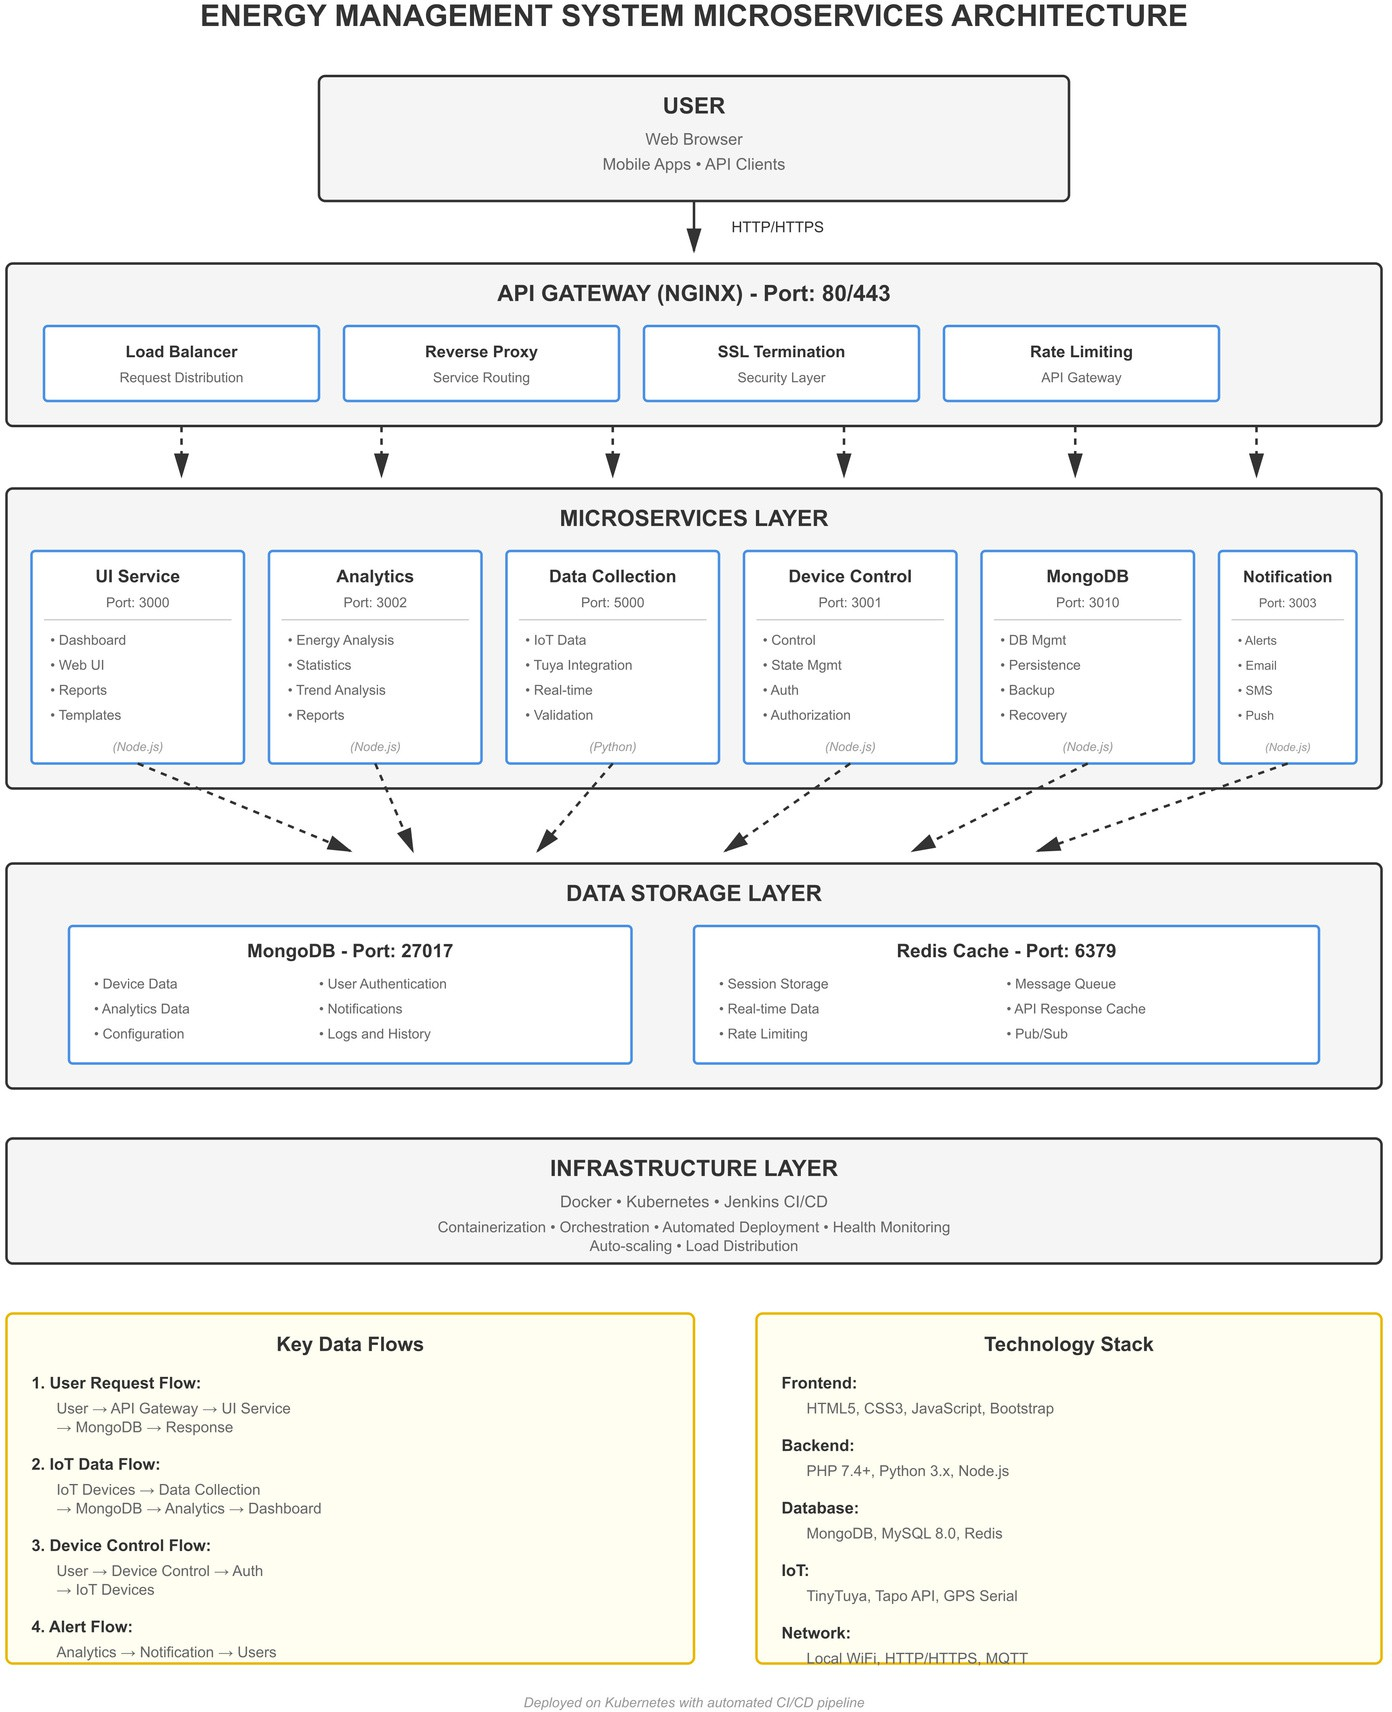 ENERGY MANAGEMENT SYSTEM MICROSERVICES ARCHITECTURE
USER
Web Browser
Mobile Apps • API Clients
HTTP/HTTPS
API GATEWAY (NGINX) - Port: 80/443
Load Balancer
Request Distribution
Reverse Proxy
Service Routing
SSL Termination
Security Layer
Rate Limiting
API Gateway
MICROSERVICES LAYER
UI Service
Port: 3000
• Dashboard
• Web UI
• Reports
• Templates
(Node.js)
Analytics
Port: 3002
• Energy Analysis
• Statistics
• Trend Analysis
• Reports
(Node.js)
Data Collection
Port: 5000
• IoT Data
• Tuya Integration
• Real-time
• Validation
(Python)
Device Control
Port: 3001
• Control
• State Mgmt
• Auth
• Authorization
(Node.js)
MongoDB
Port: 3010
• DB Mgmt
• Persistence
• Backup
• Recovery
(Node.js)
Notification
Port: 3003
• Alerts
• Email
• SMS
• Push
(Node.js)
DATA STORAGE LAYER
MongoDB - Port: 27017
• Device Data
• Analytics Data
• Configuration
• User Authentication
• Notifications
• Logs and History
Redis Cache - Port: 6379
• Session Storage
• Real-time Data
• Rate Limiting
• Message Queue
• API Response Cache
• Pub/Sub
INFRASTRUCTURE LAYER
Docker • Kubernetes • Jenkins CI/CD
Containerization • Orchestration • Automated Deployment • Health Monitoring
Auto-scaling • Load Distribution
Key Data Flows
1. User Request Flow:
User → API Gateway → UI Service
→ MongoDB → Response
2. IoT Data Flow:
IoT Devices → Data Collection
→ MongoDB → Analytics → Dashboard
3. Device Control Flow:
User → Device Control → Auth
→ IoT Devices
4. Alert Flow:
Analytics → Notification → Users
Technology Stack
Frontend:
HTML5, CSS3, JavaScript, Bootstrap
Backend:
PHP 7.4+, Python 3.x, Node.js
Database:
MongoDB, MySQL 8.0, Redis
IoT:
TinyTuya, Tapo API, GPS Serial
Network:
Local WiFi, HTTP/HTTPS, MQTT
Deployed on Kubernetes with automated CI/CD pipeline